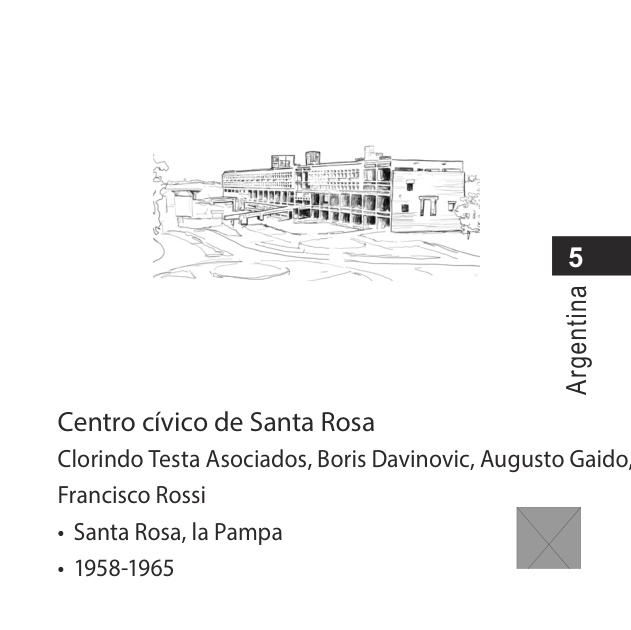 5
Argentina
Centro cívico de Santa Rosa
Clorindo Testa Asociados, Boris Davinovic, Augusto Gaido,
Francisco Rossi
• Santa Rosa, la Pampa
• 1958-1965